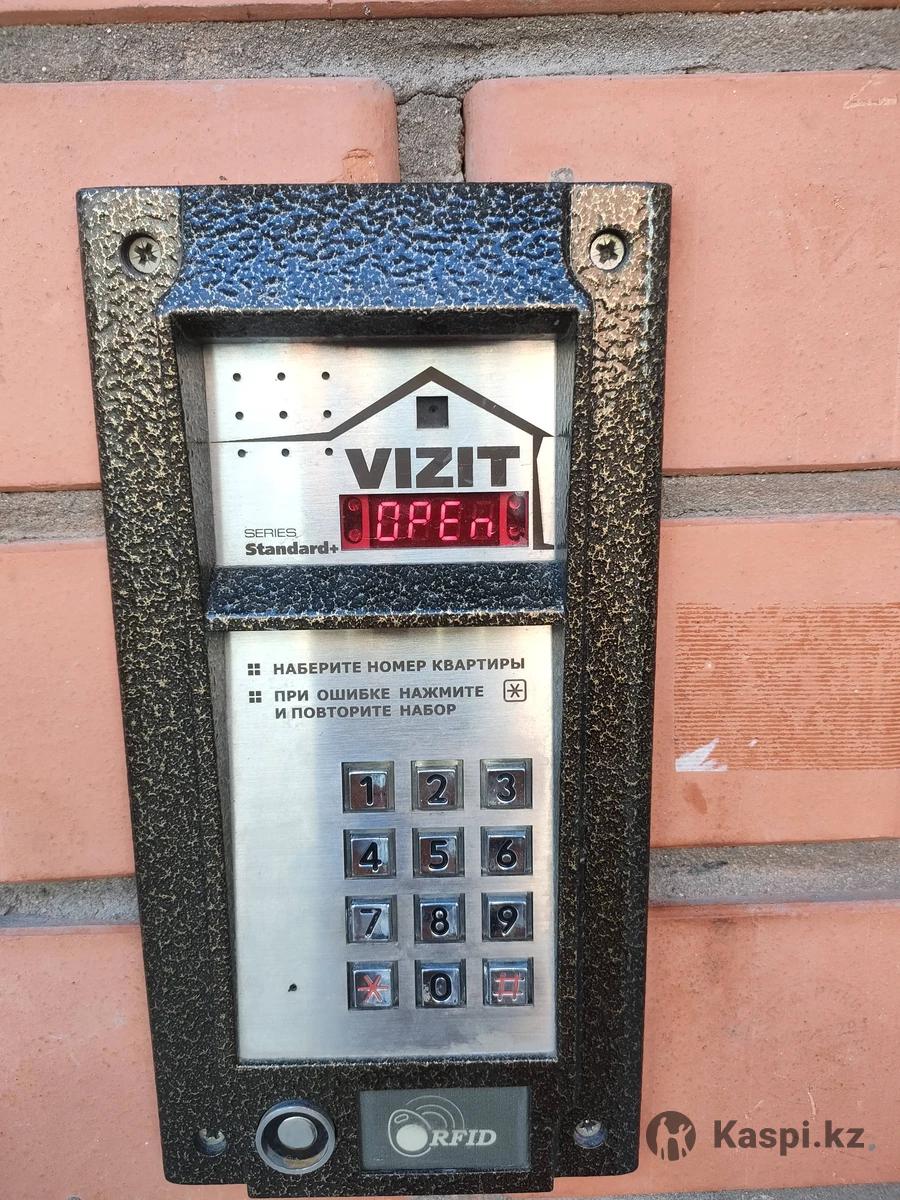 VIZIT
OPEn
SERIES
Standard+
НАБЕРИТЕ НОМЕР КВАРТИРЫ
ПРИ ОШИБКЕ НАЖМИТЕ *
И ПОВТОРИТЕ НАБОР
1 2 3
4 5 6
7 8 9
* 0 #
RFID
Kaspi.kz